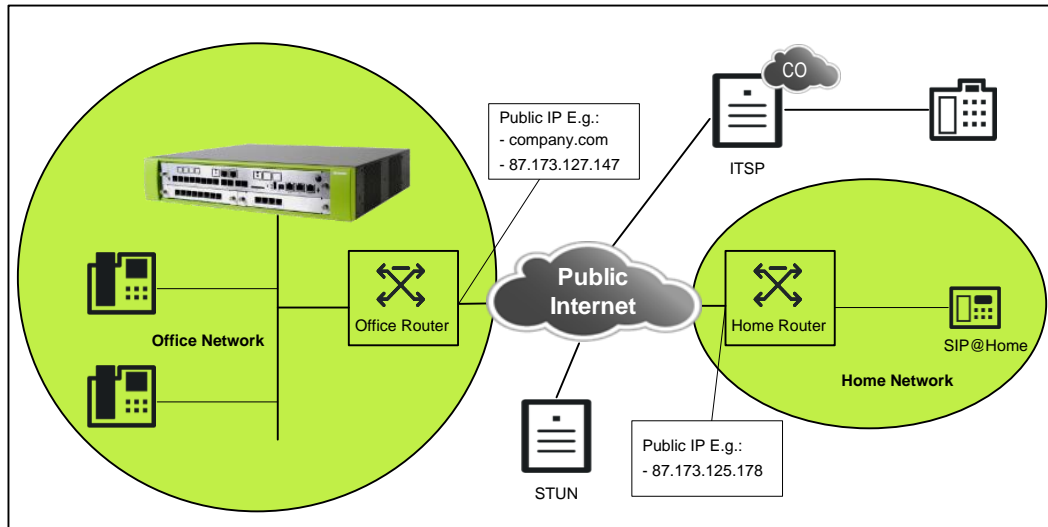 CO
Public IP E.g.:
- company.com
- 87.173.127.147
ITSP
Public
Internet
Office Router
Office Network
Home Router
SIP@Home
Home Network
Public IP E.g.:
- 87.173.125.178
STUN